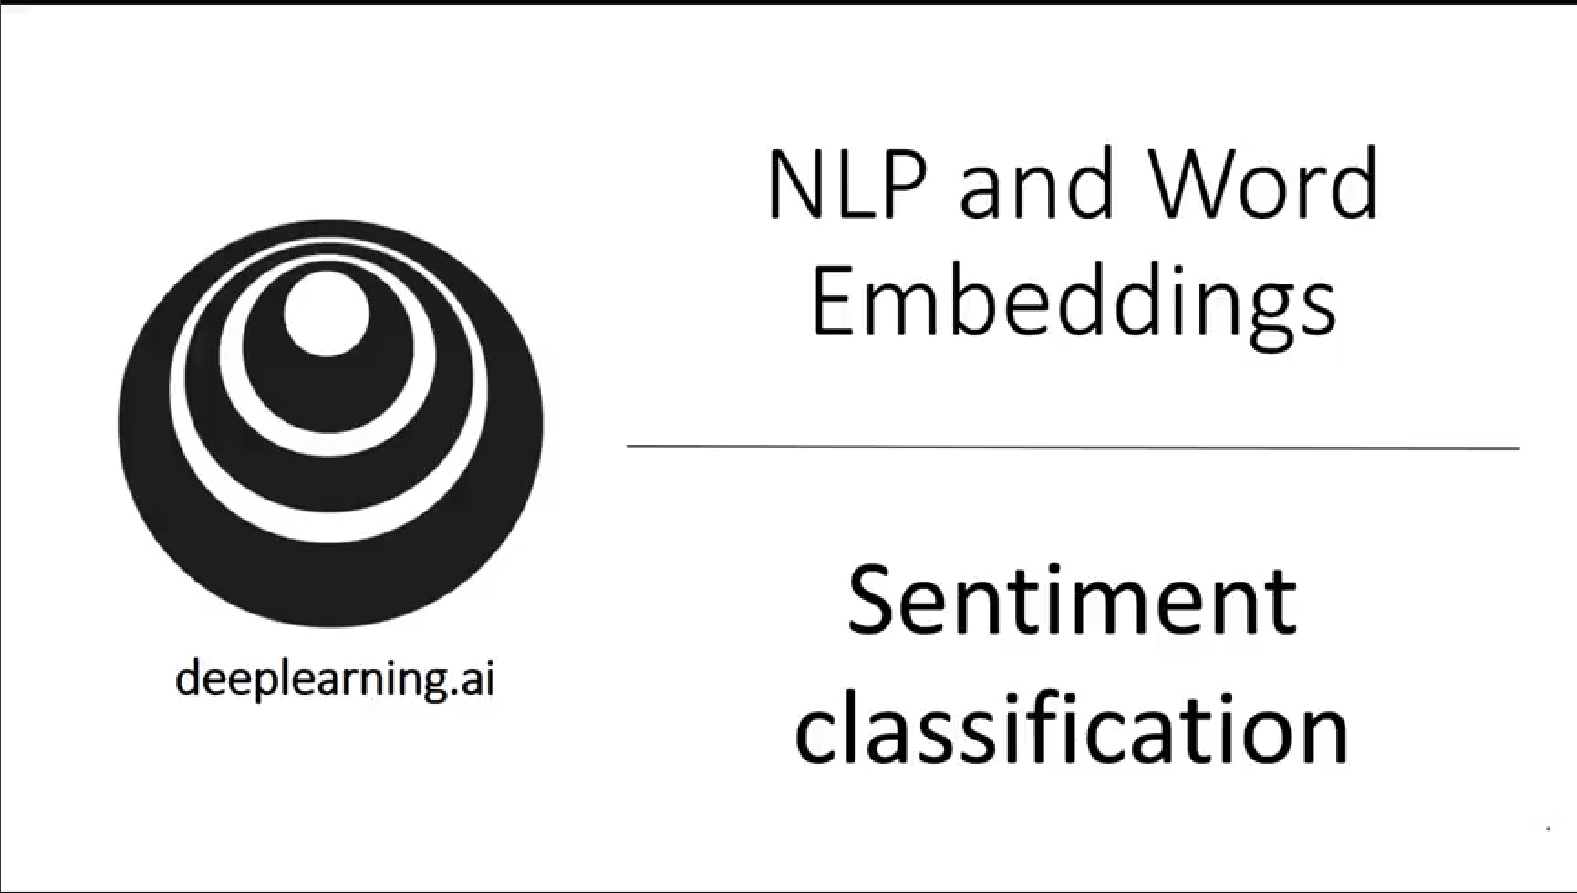 NLP and Word
Embeddings
Sentiment
classification
deeplearning.ai